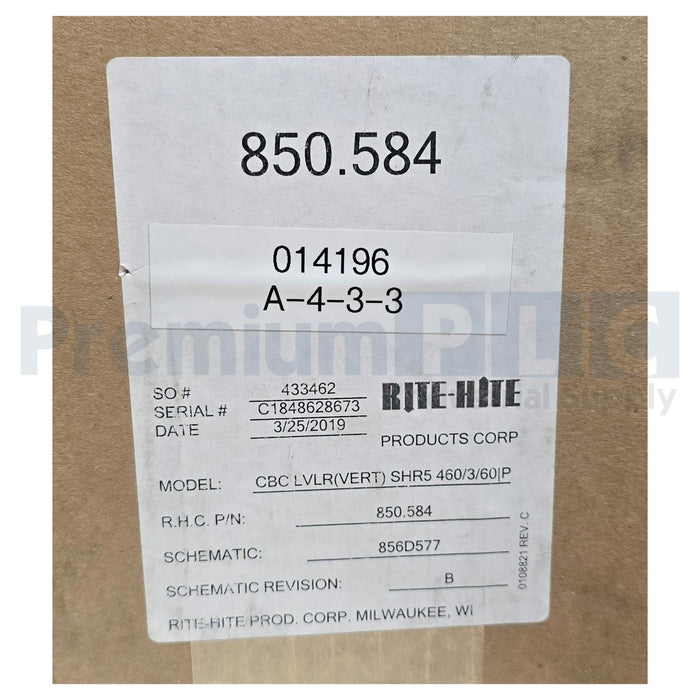 850.584
014196
A-4-3-3
Premium PLC
al Supply
SO # 433462
SERIAL # C1848628673
DATE 3/25/2019
RITE-HITE
PRODUCTS CORP
MODEL: CBC LVLR(VERT) SHR5 460/3/60|P
R.H.C. P/N: 850.584
SCHEMATIC: 856D577
SCHEMATIC REVISION: B
0108821 REV. C
RITE-HITE PROD. CORP. MILWAUKEE, WI